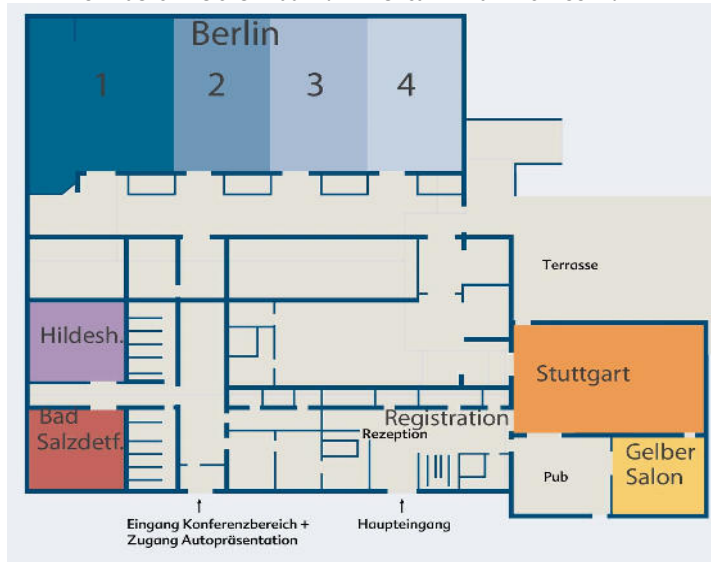 Berlin
1 2 3 4
Terrasse
Hildesh.
Stuttgart
Bad
Salzdetf.
Registration
Rezeption
Gelber
Salon
Pub
Eingang Konferenzbereich +
Zugang Autopräsentation
Haupteingang